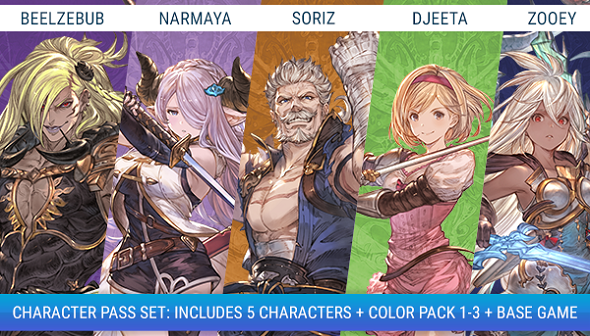 BEELZEBUB NARMAYA SORIZ DJEETA ZOOEY
CHARACTER PASS SET: INCLUDES 5 CHARACTERS + COLOR PACK 1-3 + BASE GAME